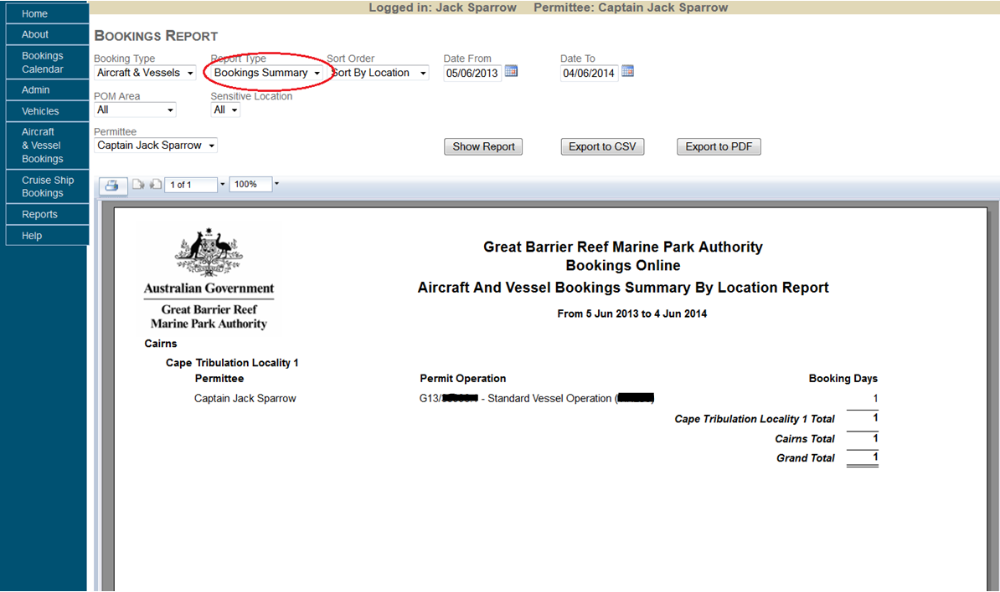 Logged in: Jack Sparrow Permittee: Captain Jack Sparrow
Home
About
Bookings
Calendar
Admin
Vehicles
Aircraft
& Vessel
Bookings
Cruise Ship
Bookings
Reports
Help
BOOKINGS REPORT
Booking Type Report Type Sort Order Date From Date To
Aircraft & Vessels Bookings Summary Sort By Location 05/06/2013 04/06/2014
POM Area Sensitive Location
All All
Permittee
Captain Jack Sparrow Show Report Export to CSV Export to PDF
1 of 1 100%
Australian Government
Great Barrier Reef
Marine Park Authority
Great Barrier Reef Marine Park Authority
Bookings Online
Aircraft And Vessel Bookings Summary By Location Report
From 5 Jun 2013 to 4 Jun 2014
Cairns
Cape Tribulation Locality 1
Permittee Permit Operation Booking Days
Captain Jack Sparrow G13/ - Standard Vessel Operation ( ) 1
Cape Tribulation Locality 1 Total 1
Cairns Total 1
Grand Total 1